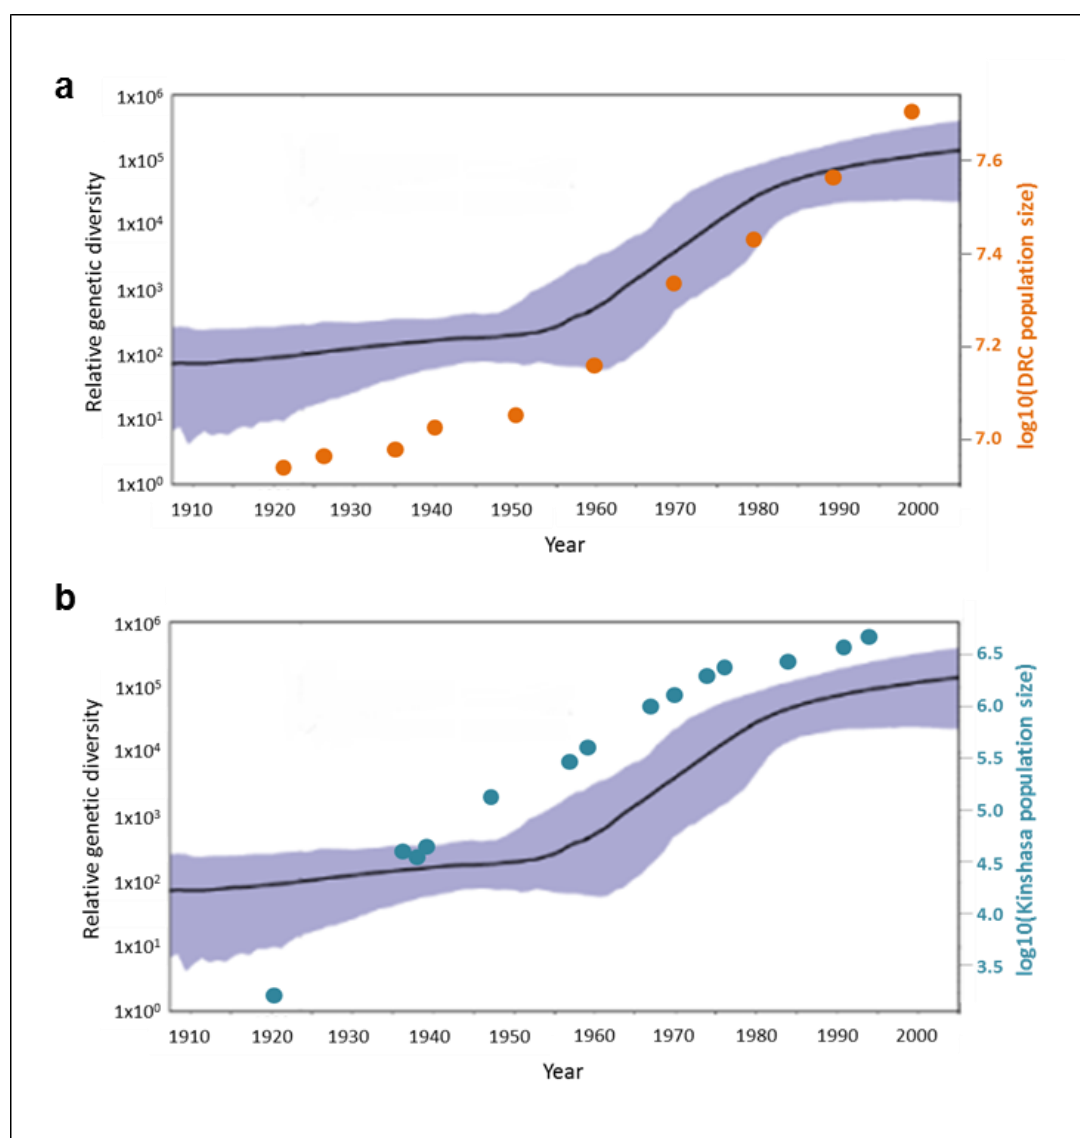 a
Relative genetic diversity
1x10⁶
1x10⁵
1x10⁴
1x10³
1x10²
1x10¹
1x10⁰
7.6
7.4
7.2
7.0
log10(DRC population size)
1910 1920 1930 1940 1950 1960 1970 1980 1990 2000
Year
b
Relative genetic diversity
1x10⁶
1x10⁵
1x10⁴
1x10³
1x10²
1x10¹
1x10⁰
6.5
6.0
5.5
5.0
4.5
4.0
3.5
log10(Kinshasa population size)
1910 1920 1930 1940 1950 1960 1970 1980 1990 2000
Year